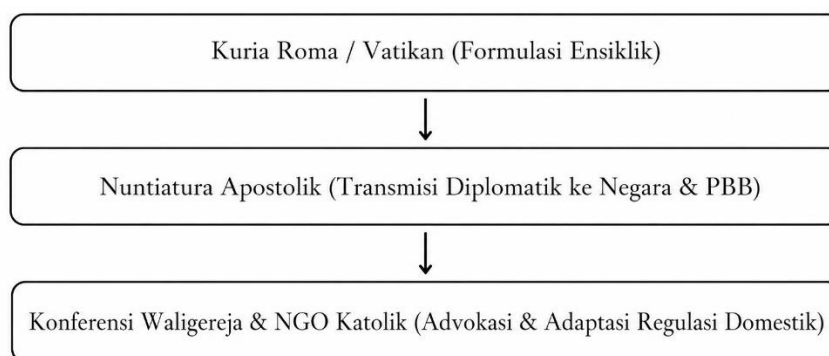 Kuria Roma / Vatikan (Formulasi Ensiklik)
Nuntiatura Apostolik (Transmisi Diplomatik ke Negara & PBB)
Konferensi Waligereja & NGO Katolik (Advokasi & Adaptasi Regulasi Domestik)